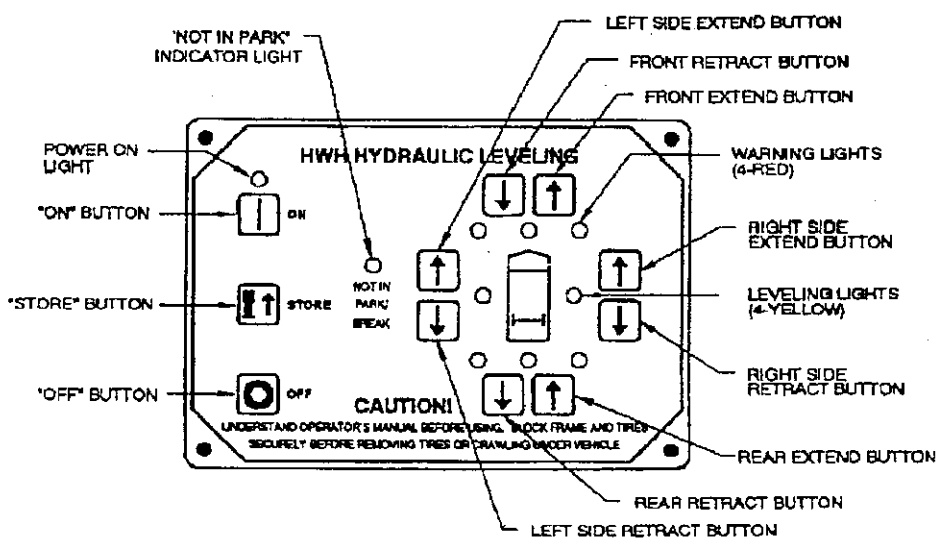 LEFT SIDE EXTEND BUTTON
"NOT IN PARK"
INDICATOR LIGHT
FRONT RETRACT BUTTON
FRONT EXTEND BUTTON
POWER ON
LIGHT
HWH HYDRAULIC LEVELING
WARNING LIGHTS
(4-RED)
"ON" BUTTON
ON
RIGHT SIDE
EXTEND BUTTON
NOT IN
PARK/
BREAK
"STORE" BUTTON
STORE
LEVELING LIGHTS
(4-YELLOW)
RIGHT SIDE
RETRACT BUTTON
"OFF" BUTTON
OFF
CAUTION!
UNDERSTAND OPERATOR'S MANUAL BEFORE USING. BLOCK FRAME AND TIRES
SECURELY BEFORE REMOVING TIRES OR CRAWLING UNDER VEHICLE
REAR EXTEND BUTTON
REAR RETRACT BUTTON
LEFT SIDE RETRACT BUTTON